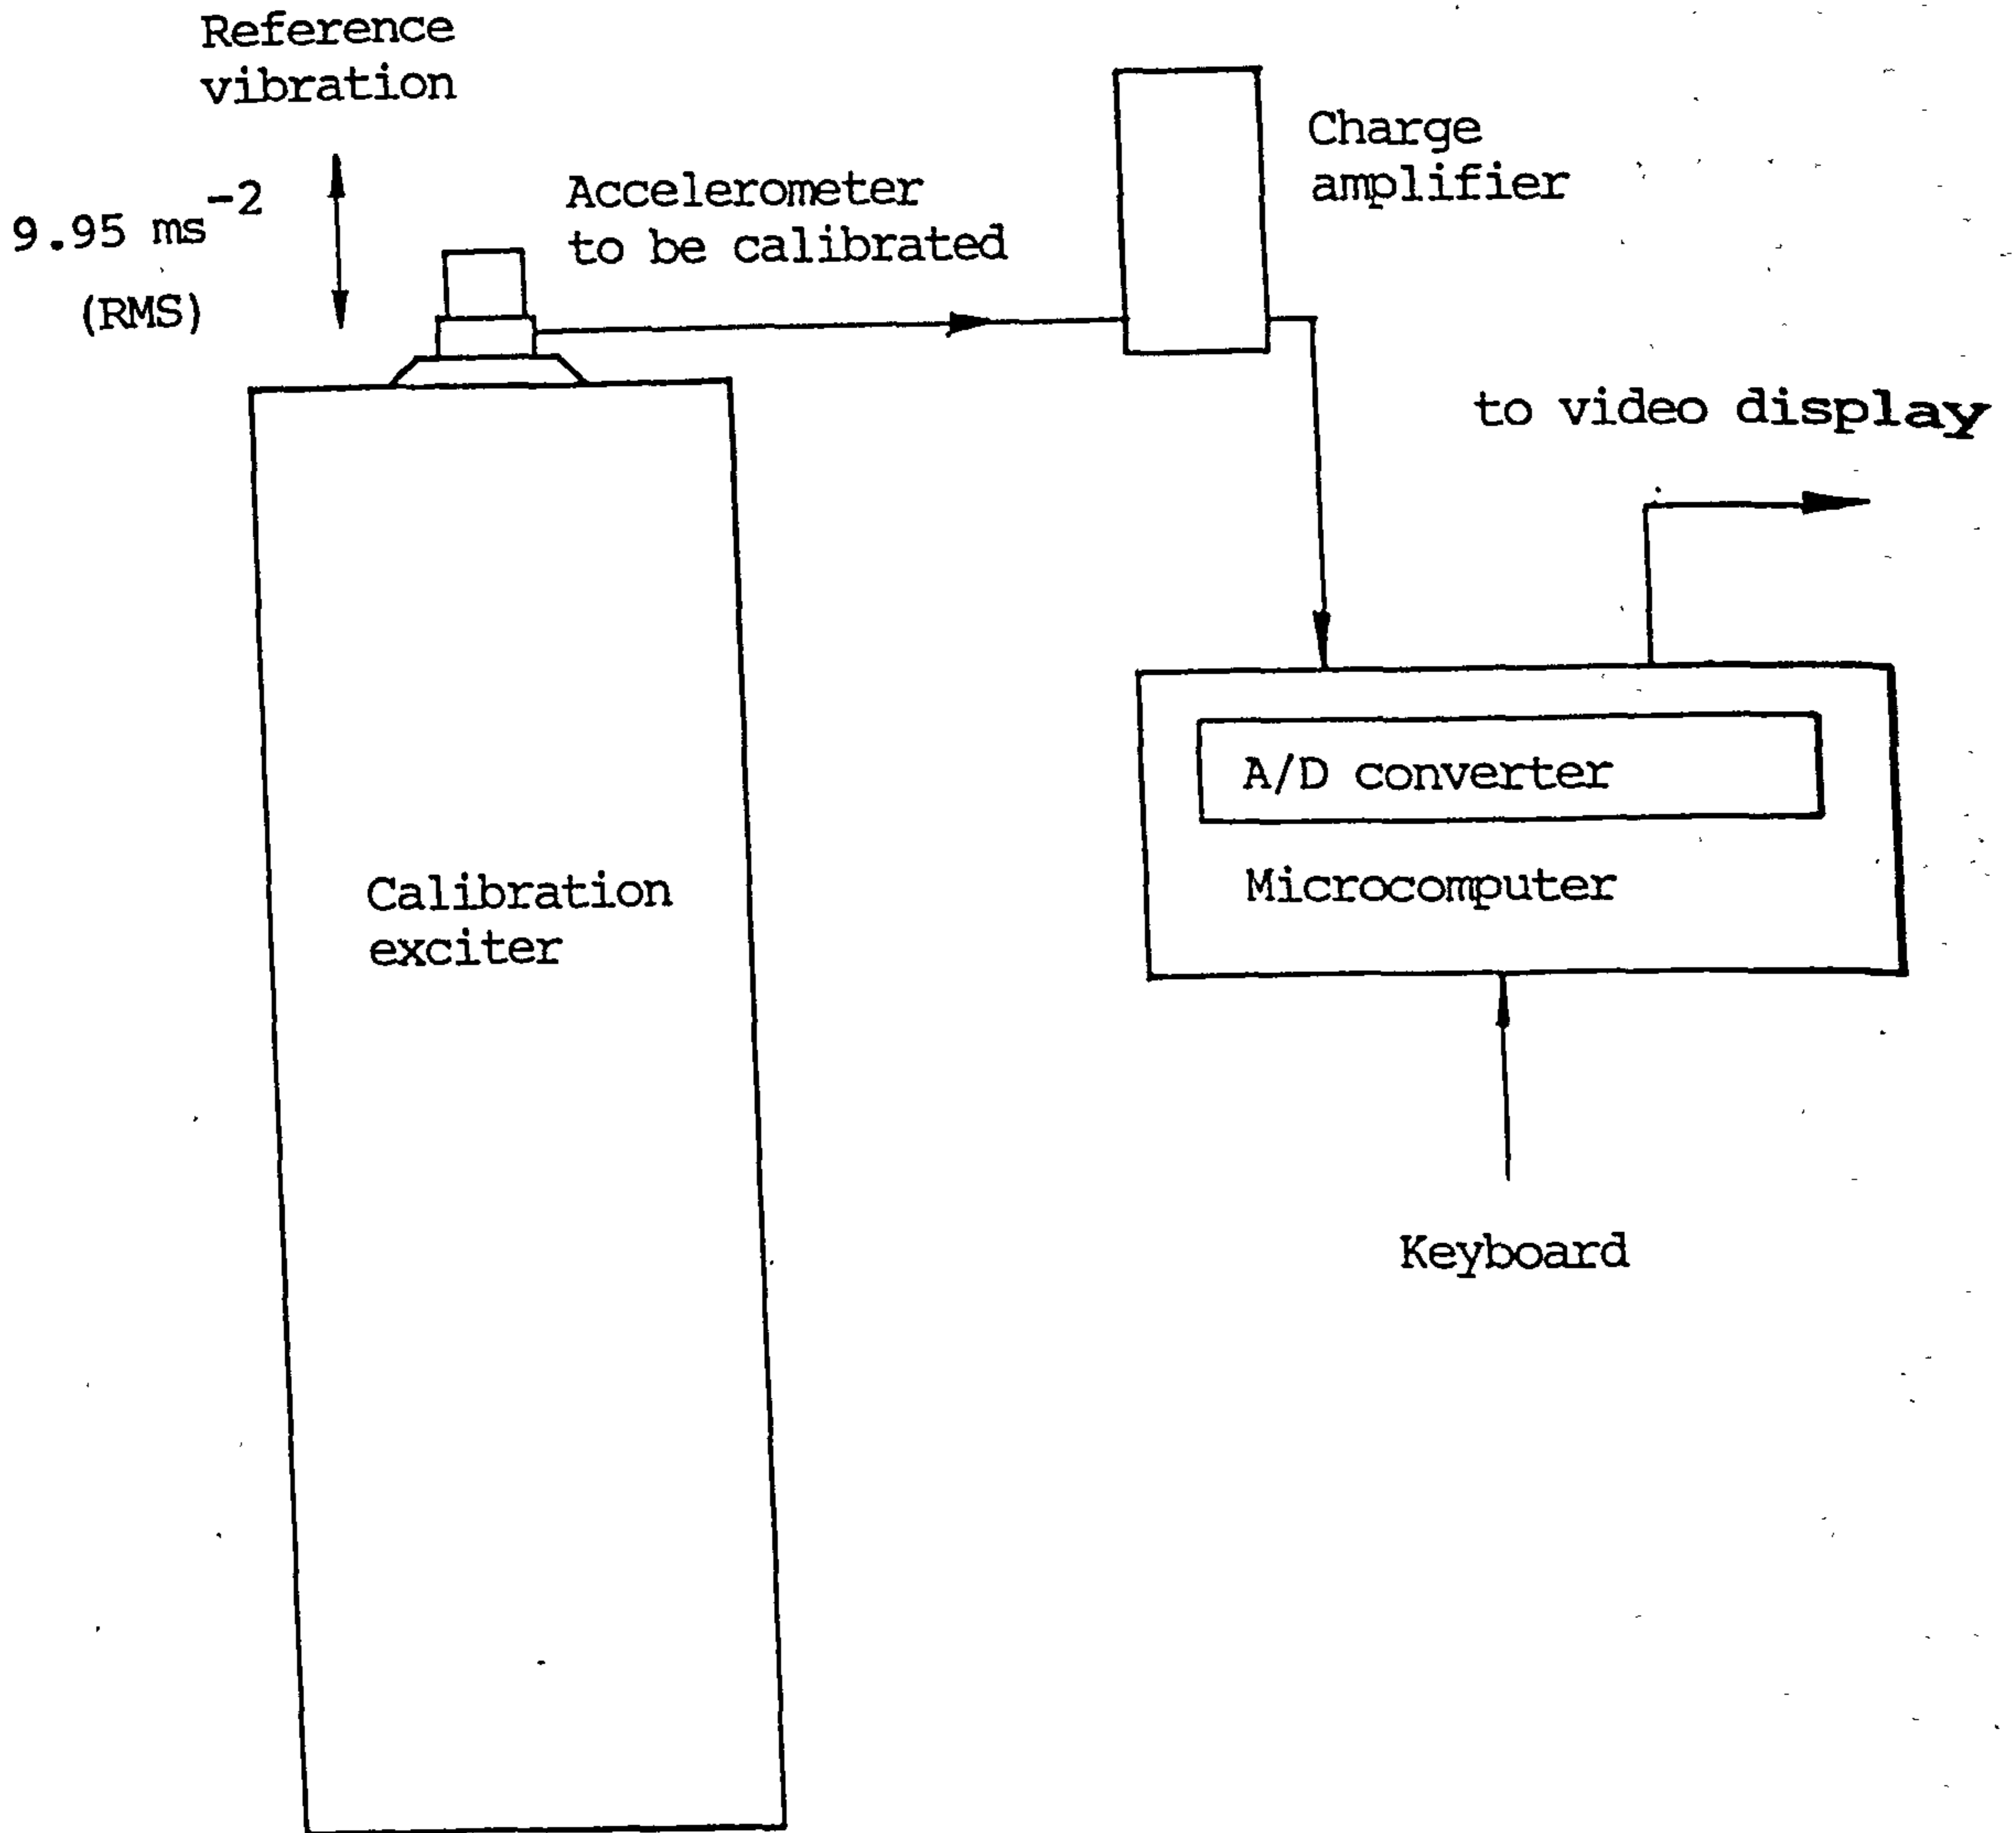 Reference
vibration
9.95 ms⁻²
(RMS)
Accelerometer
to be calibrated
Charge
amplifier
to video display
A/D converter
Microcomputer
Calibration
exciter
Keyboard